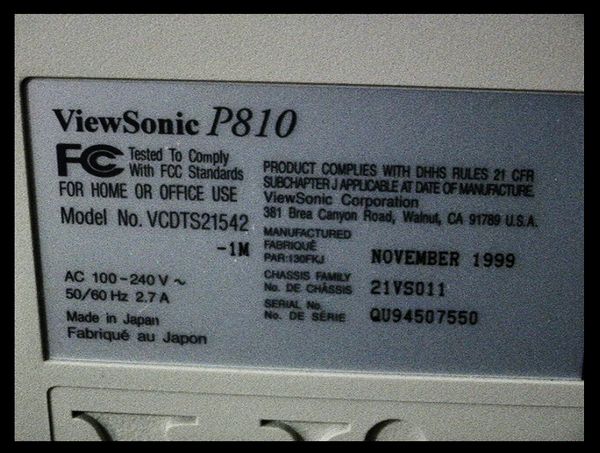 ViewSonic P810
FC Tested To Comply
With FCC Standards
FOR HOME OR OFFICE USE
Model No. VCDTS21542
-1M
AC 100-240V ~
50/60 Hz 2.7 A
Made in Japan
Fabriqué au Japon
PRODUCT COMPLIES WITH DHHS RULES 21 CFR
SUBCHAPTER J APPLICABLE AT DATE OF MANUFACTURE.
ViewSonic Corporation
381 Brea Canyon Road, Walnut, CA 91789 U.S.A.
MANUFACTURED
FABRIQUÉ
PAR:130FKJ NOVEMBER 1999
CHASSIS FAMILY
No. DE CHÂSSIS 21VS011
SERIAL No.
No. DE SÉRIE QU94507550